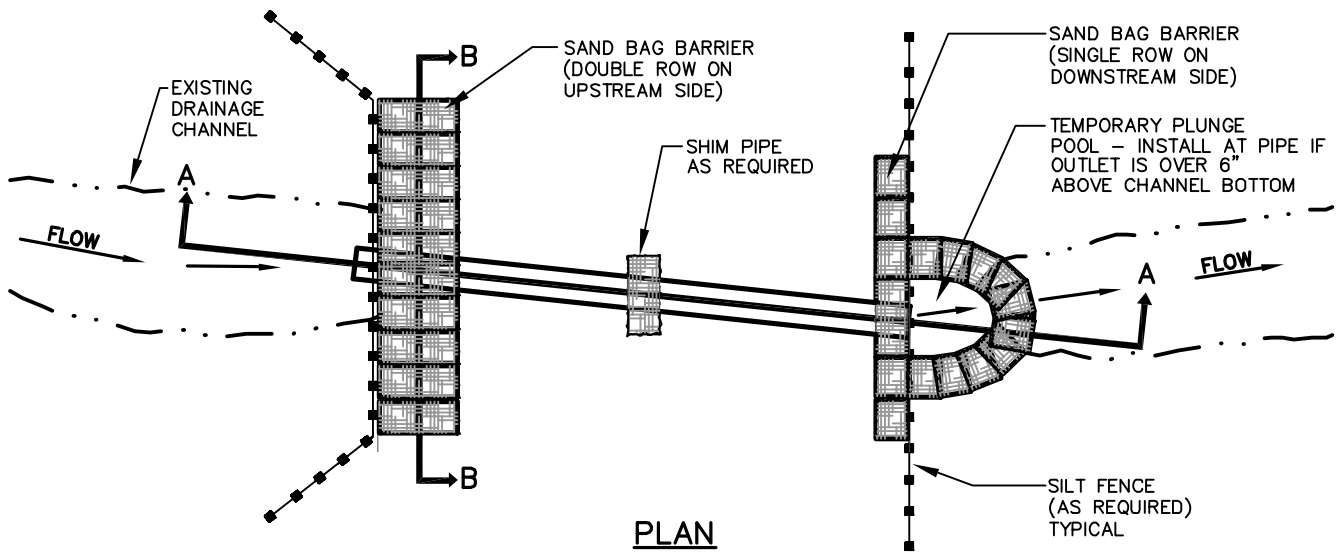 B
SAND BAG BARRIER
(DOUBLE ROW ON
UPSTREAM SIDE)
SAND BAG BARRIER
(SINGLE ROW ON
DOWNSTREAM SIDE)
EXISTING
DRAINAGE
CHANNEL
TEMPORARY PLUNGE
POOL – INSTALL AT PIPE IF
OUTLET IS OVER 6"
ABOVE CHANNEL BOTTOM
SHIM PIPE
AS REQUIRED
A
FLOW
A
FLOW
B
SILT FENCE
(AS REQUIRED)
TYPICAL
PLAN